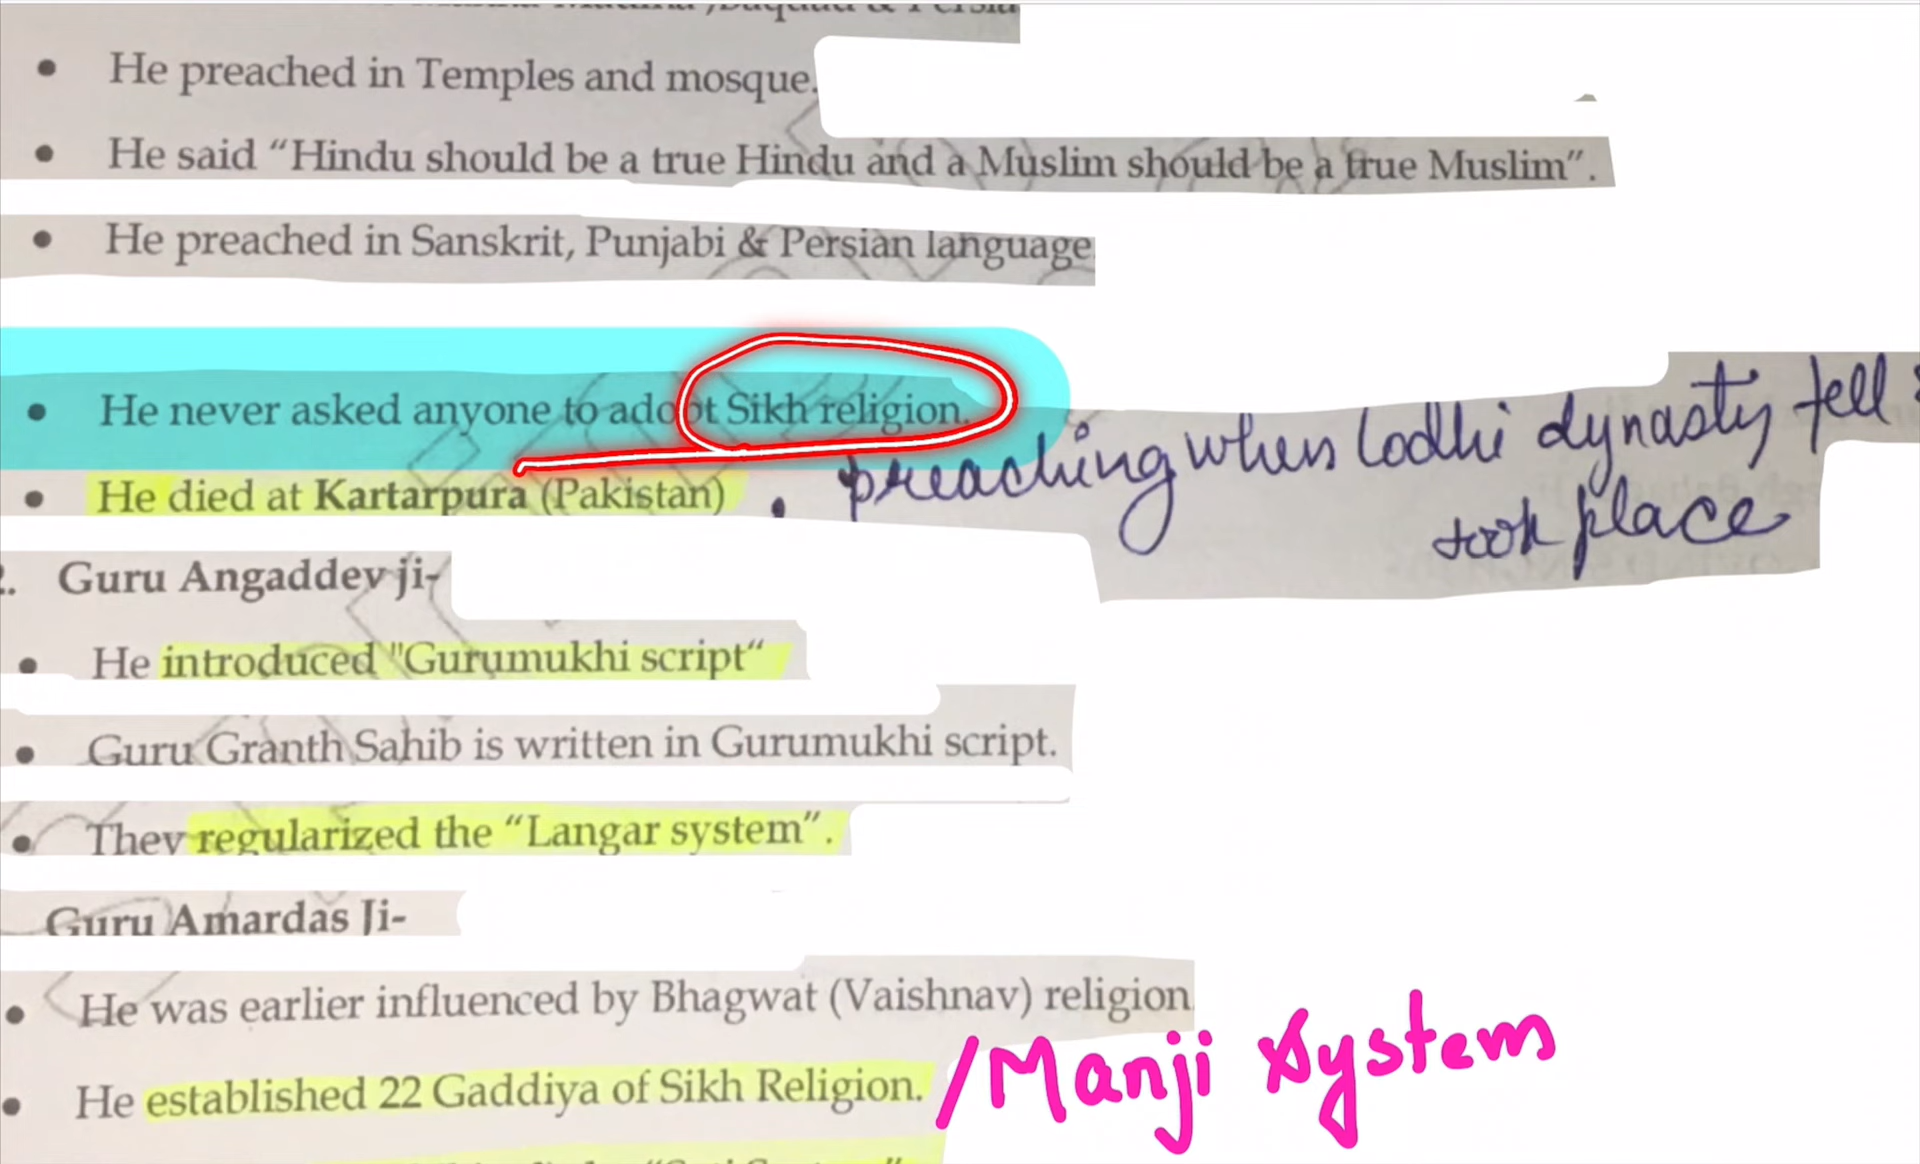 & Persia
• He preached in Temples and mosque.
• He said “Hindu should be a true Hindu and a Muslim should be a true Muslim”.
• He preached in Sanskrit, Punjabi & Persian language
• He never asked anyone to adopt Sikh religion.
• He died at Kartarpura (Pakistan)
• preaching when lodhi dynasty fell
took place
2. Guru Angaddev ji-
• He introduced "Gurumukhi script“
• Guru Granth Sahib is written in Gurumukhi script.
• They regularized the “Langar system”.
Guru Amardas Ji-
• He was earlier influenced by Bhagwat (Vaishnav) religion
• He established 22 Gaddiya of Sikh Religion. /Manji system